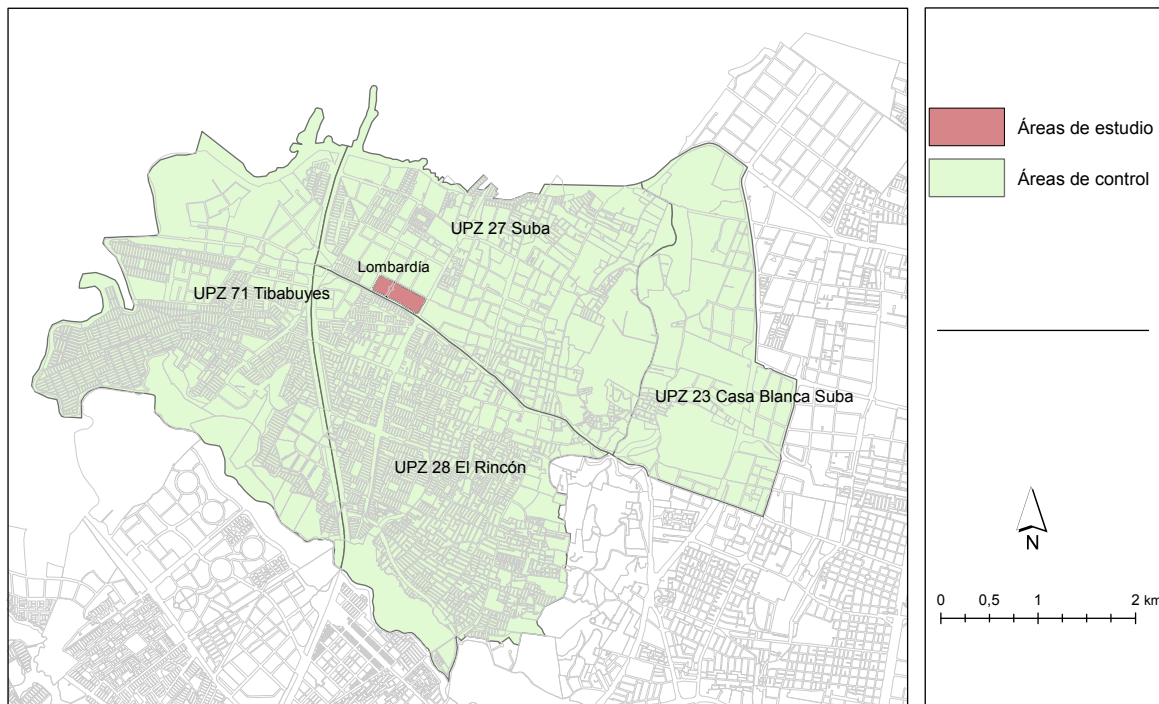 UPZ 27 Suba
Lombardía
UPZ 71 Tibabuyes
UPZ 23 Casa Blanca Suba
UPZ 28 El Rincón
Áreas de estudio
Áreas de control
N
0 0,5 1 2 km